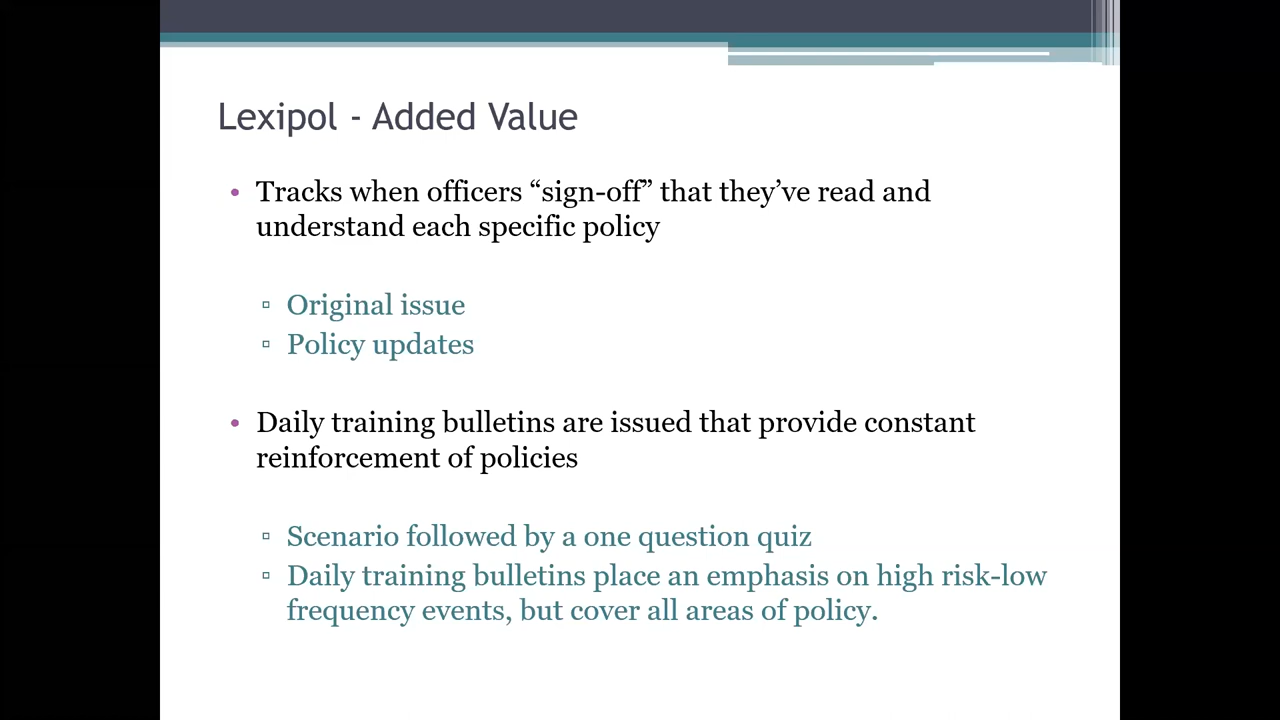 Lexipol - Added Value
• Tracks when officers “sign-off” that they’ve read and
understand each specific policy
▫ Original issue
▫ Policy updates
• Daily training bulletins are issued that provide constant
reinforcement of policies
▫ Scenario followed by a one question quiz
▫ Daily training bulletins place an emphasis on high risk-low
frequency events, but cover all areas of policy.